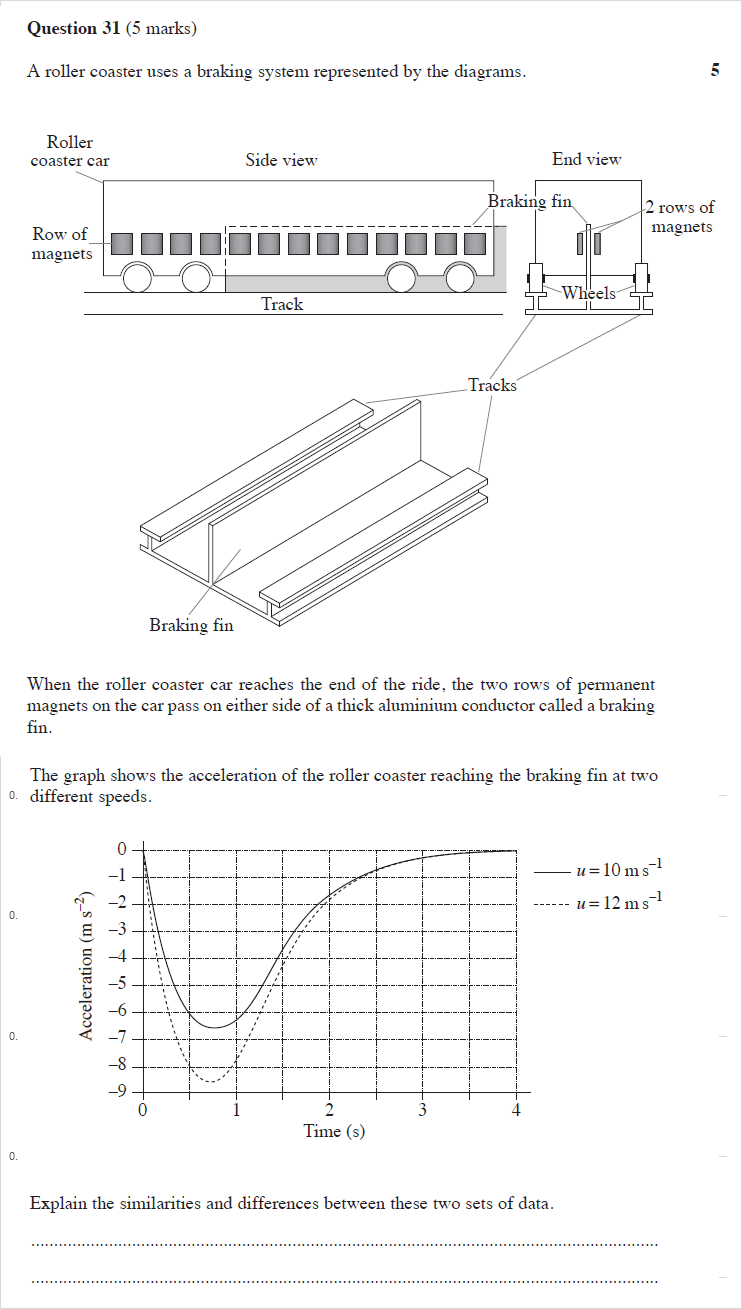 Question 31 (5 marks)
A roller coaster uses a braking system represented by the diagrams.
5
Roller
coaster car
Side view
End view
Braking fin
2 rows of
magnets
Row of
magnets
Wheels
Track
Tracks
Braking fin
When the roller coaster car reaches the end of the ride, the two rows of permanent
magnets on the car pass on either side of a thick aluminium conductor called a braking
fin.
The graph shows the acceleration of the roller coaster reaching the braking fin at two
0. different speeds.
0
–1
–2
–3
–4
–5
–6
–7
–8
–9
Acceleration (m s⁻²)
u = 10 m s⁻¹
u = 12 m s⁻¹
0.
0.
0 1 2 3 4
Time (s)
0.
Explain the similarities and differences between these two sets of data.